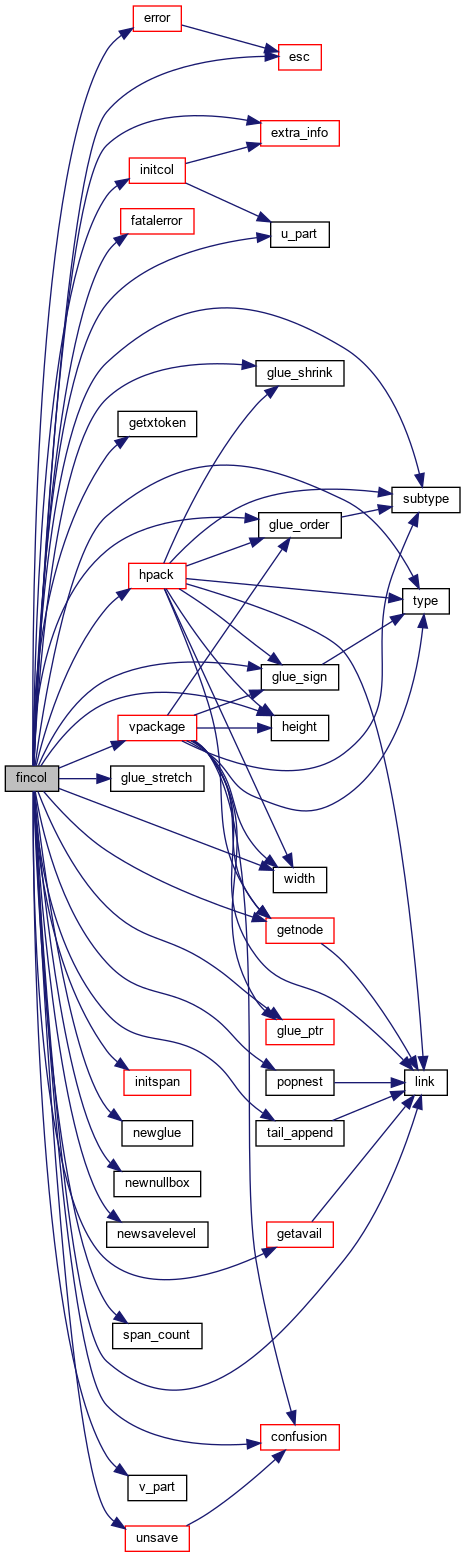 error
esc
extra_info
initcol
fatalerror
u_part
glue_shrink
getxtoken
subtype
glue_order
hpack
type
glue_sign
vpackage
height
fincol
glue_stretch
width
getnode
glue_ptr
initspan
popnest
link
newglue
tail_append
newnullbox
newsavelevel
getavail
span_count
confusion
v_part
unsave